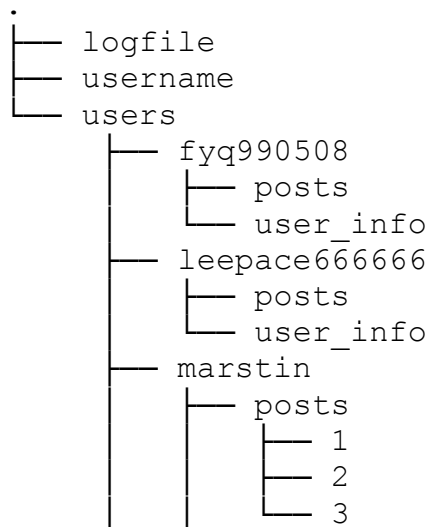 .
├── logfile
├── username
└── users
    ├── fyq990508
    │   ├── posts
    │   └── user_info
    ├── leepace666666
    │   ├── posts
    │   └── user_info
    ├── marstin
    │   ├── posts
    │   │   ├── 1
    │   │   ├── 2
    │   │   └── 3